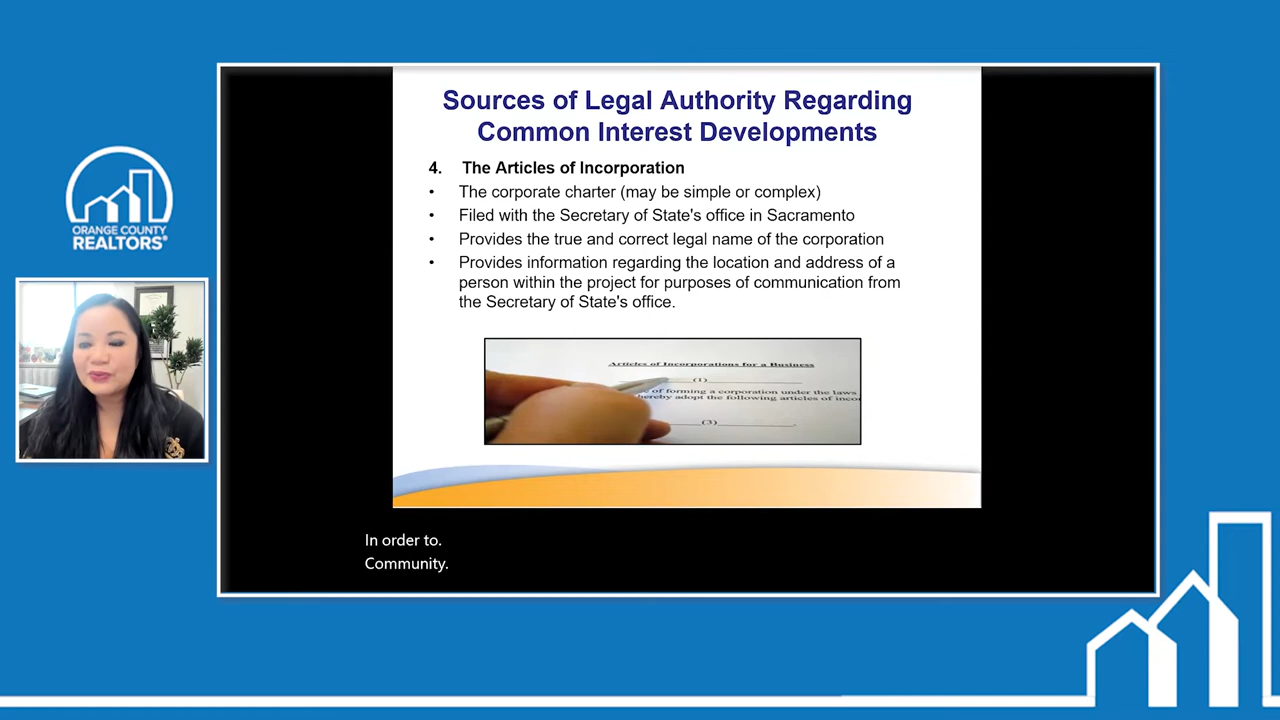 Sources of Legal Authority Regarding
Common Interest Developments
4. The Articles of Incorporation
• The corporate charter (may be simple or complex)
• Filed with the Secretary of State's office in Sacramento
• Provides the true and correct legal name of the corporation
• Provides information regarding the location and address of a
person within the project for purposes of communication from
the Secretary of State's office.
Articles of Incorporations for a Business
(1)
of forming a corporation under the laws
hereby adopt the following articles of
(3)
ORANGE COUNTY
REALTORS®
In order to.
Community.